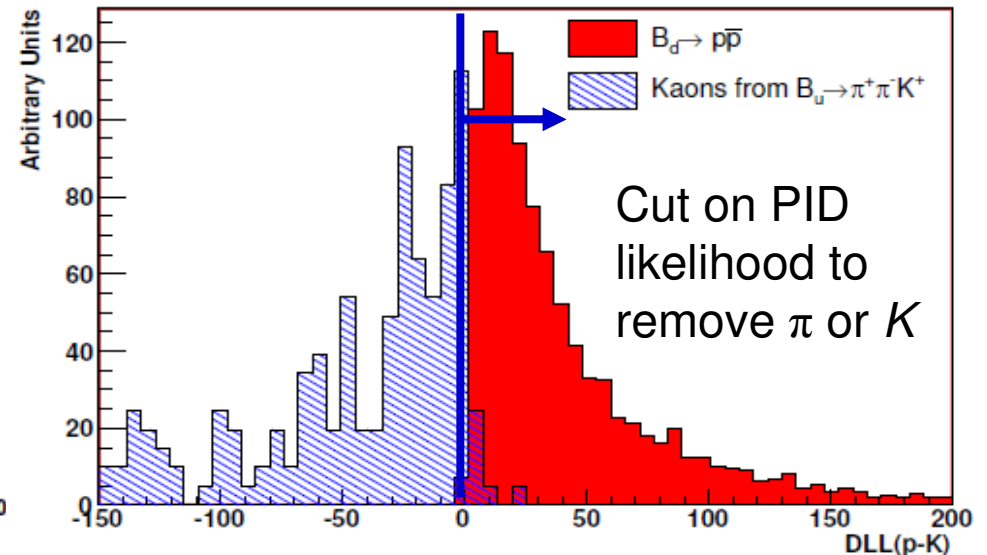 Arbitrary Units
120
100
80
60
40
20
0
-150
-100
-50
0
50
100
150
200
DLL(p-K)
B_d→ pp̅
Kaons from B_u→π⁺π⁻K⁺
Cut on PID
likelihood to
remove π or K
0